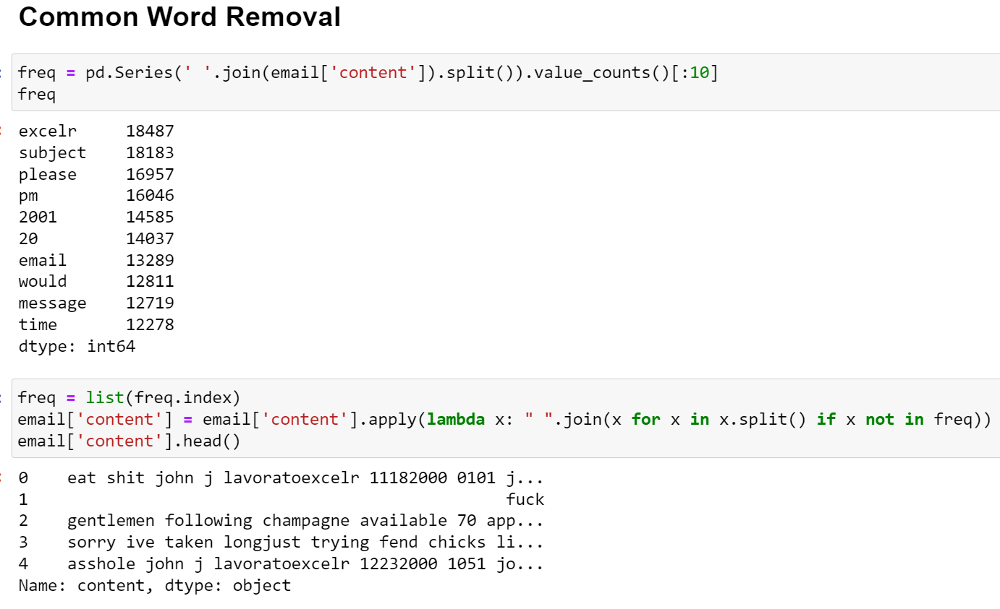 Common Word Removal
freq = pd.Series(' '.join(email['content']).split()).value_counts()[:10]
freq
excelr     18487
subject    18183
please     16957
pm         16046
2001       14585
20         14037
email      13289
would      12811
message    12719
time       12278
dtype: int64
freq = list(freq.index)
email['content'] = email['content'].apply(lambda x: " ".join(x for x in x.split() if x not in freq))
email['content'].head()
0    eat shit john j lavoratoexcelr 11182000 0101 j...
1                                                 fuck
2    gentlemen following champagne available 70 app...
3    sorry ive taken longjust trying fend chicks li...
4    asshole john j lavoratoexcelr 12232000 1051 jo...
Name: content, dtype: object